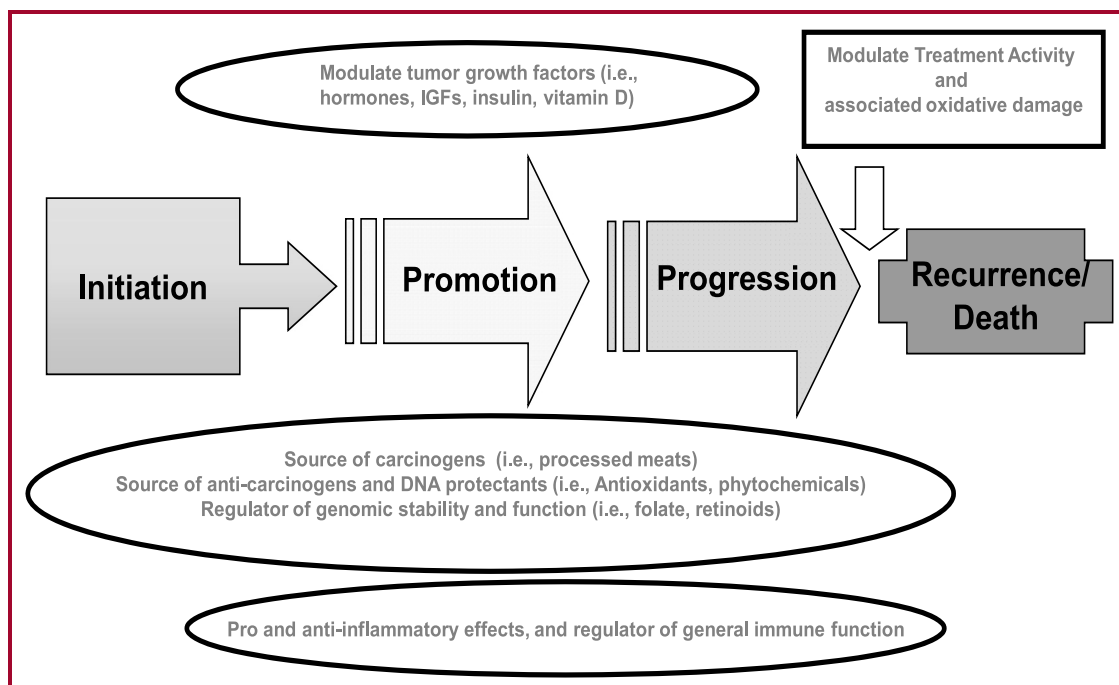 Modulate tumor growth factors (i.e.,
hormones, IGFs, insulin, vitamin D)
Modulate Treatment Activity
and
associated oxidative damage
Initiation
Promotion
Progression
Recurrence/
Death
Source of carcinogens (i.e., processed meats)
Source of anti-carcinogens and DNA protectants (i.e., Antioxidants, phytochemicals)
Regulator of genomic stability and function (i.e., folate, retinoids)
Pro and anti-inflammatory effects, and regulator of general immune function